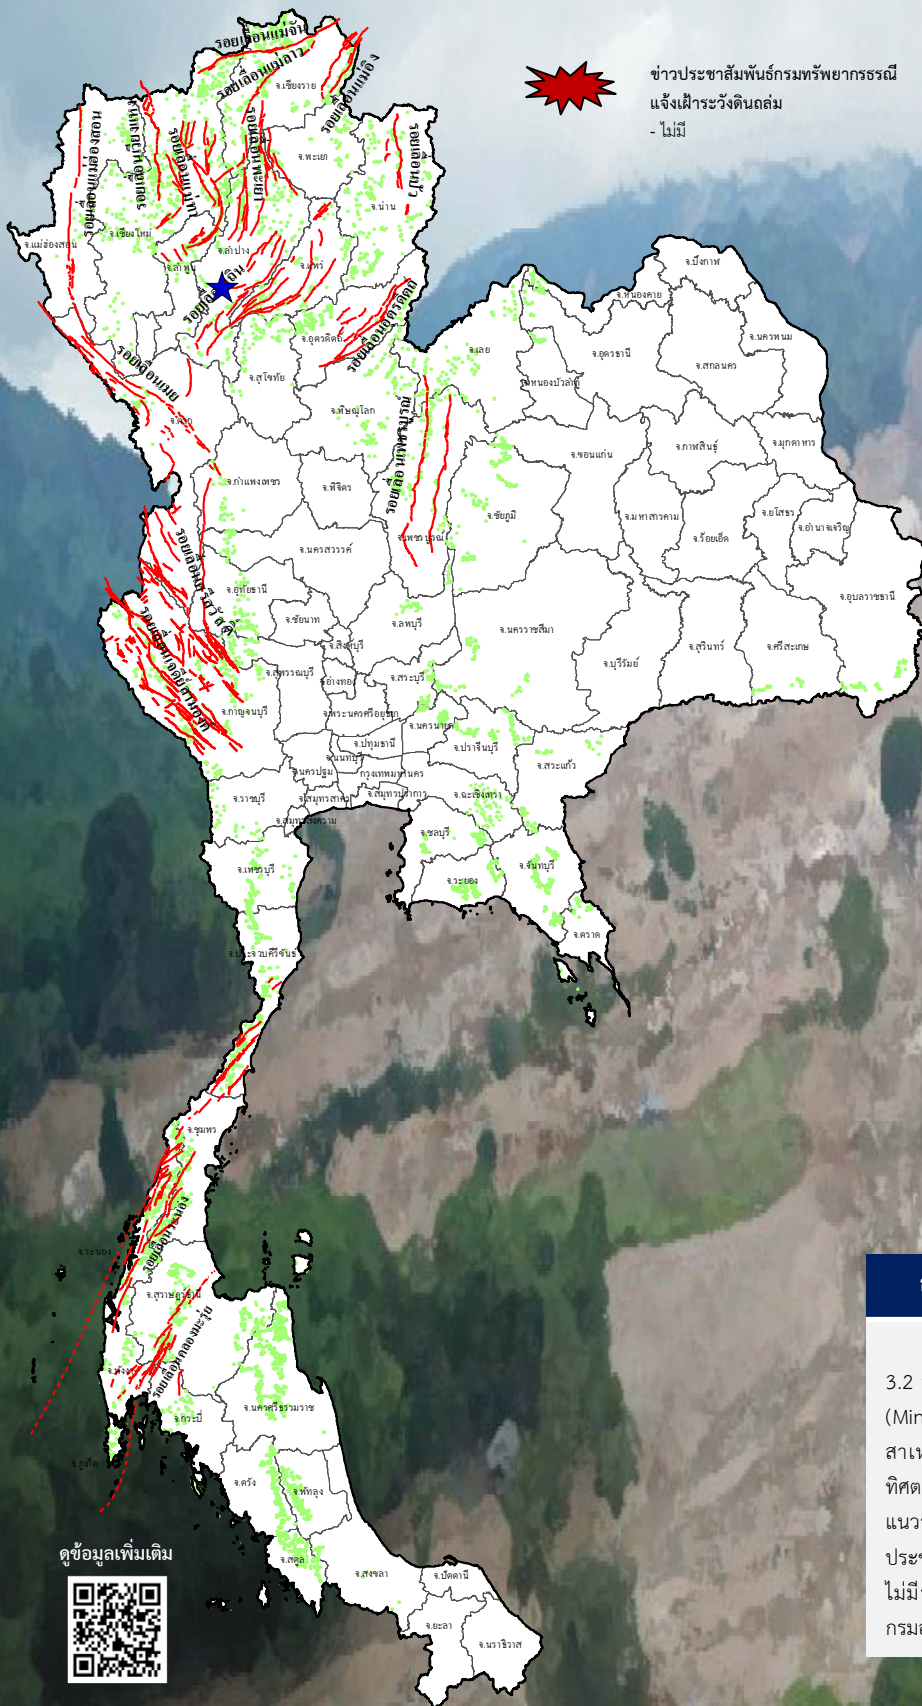 ข่าวประชาสัมพันธ์กรมทรัพยากรธรณี
แจ้งเฝ้าระวังดินถล่ม
- ไม่มี
รอยเลื่อนแม่จัน
รอยเลื่อนแม่ลาว
รอยเลื่อนแม่อิง
จ.เชียงราย
รอยเลื่อนแม่ฮ่องสอน
รอยเลื่อนแม่ทา
รอยเลื่อนพะเยา
รอยเลื่อนปัว
จ.พะเยา
จ.น่าน
จ.แม่ฮ่องสอน
จ.เชียงใหม่
จ.ลำปาง
จ.ลำพูน
จ.แพร่
จ.บึงกาฬ
จ.หนองคาย
รอยเลื่อนอุตรดิตถ์
จ.อุตรดิตถ์
จ.เลย
จ.อุดรธานี
จ.นครพนม
จ.สกลนคร
รอยเลื่อนเมย
จ.สุโขทัย
จ.หนองบัวลำภู
จ.ตาก
จ.พิษณุโลก
รอยเลื่อนเพชรบูรณ์
จ.ขอนแก่น
จ.กาฬสินธุ์
จ.มุกดาหาร
จ.กำแพงเพชร
จ.พิจิตร
จ.ชัยภูมิ
จ.มหาสารคาม
จ.ยโสธร
จ.อำนาจเจริญ
จ.เพชรบูรณ์
จ.ร้อยเอ็ด
จ.นครสวรรค์
รอยเลื่อนศรีสวัสดิ์
จ.อุทัยธานี
จ.อุบลราชธานี
จ.ชัยนาท
จ.ลพบุรี
จ.นครราชสีมา
รอยเลื่อนเจดีย์สามองค์
จ.สิงห์บุรี
จ.บุรีรัมย์
จ.สุรินทร์
จ.ศรีสะเกษ
จ.สุพรรณบุรี
จ.อ่างทอง
จ.สระบุรี
จ.กาญจนบุรี
จ.พระนครศรีอยุธยา
จ.นครนายก
จ.ปทุมธานี
จ.ปราจีนบุรี
จ.นนทบุรี
จ.สระแก้ว
จ.นครปฐม
กรุงเทพมหานคร
จ.ราชบุรี
จ.สมุทรสาคร
จ.สมุทรปราการ
จ.ฉะเชิงเทรา
จ.สมุทรสงคราม
จ.ชลบุรี
จ.เพชรบุรี
จ.ระยอง
จ.จันทบุรี
จ.ตราด
จ.ประจวบคีรีขันธ์
จ.ชุมพร
รอยเลื่อนระนอง
จ.ระนอง
จ.สุราษฎร์ธานี
รอยเลื่อนคลองมะรุ่ย
จ.พังงา
จ.กระบี่
จ.นครศรีธรรมราช
จ.ภูเก็ต
จ.ตรัง
จ.พัทลุง
จ.สตูล
จ.สงขลา
จ.ปัตตานี
จ.ยะลา
จ.นราธิวาส
3.2
(Min
ทิศต
ไม่มี
ดูข้อมูลเพิ่มเติม